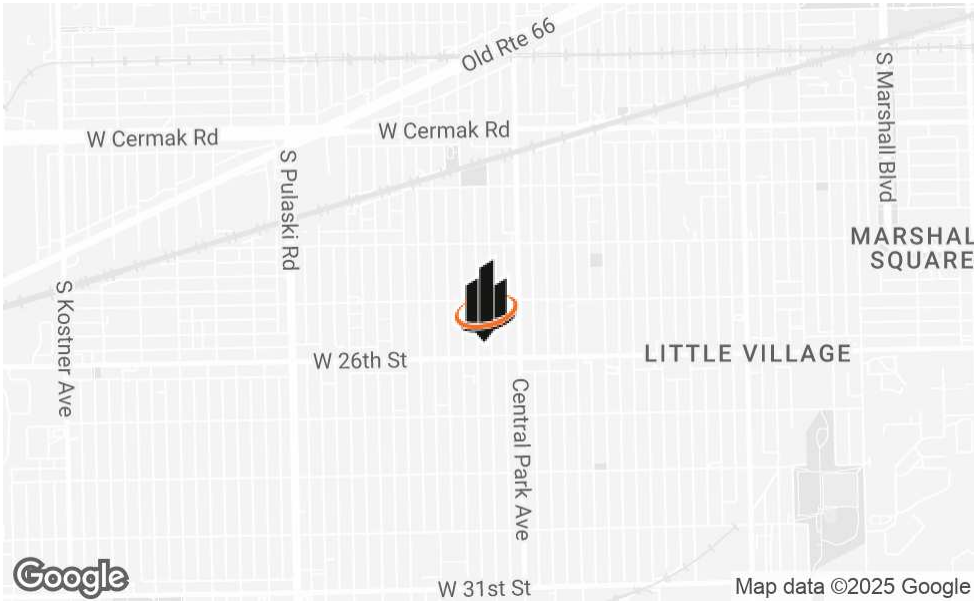 Old Rte 66
S Marshall Blvd
W Cermak Rd
W Cermak Rd
S Pulaski Rd
MARSHAL
SQUARE
S Kostner Ave
W 26th St
LITTLE VILLAGE
Central Park Ave
Google
W 31st St
Map data ©2025 Google